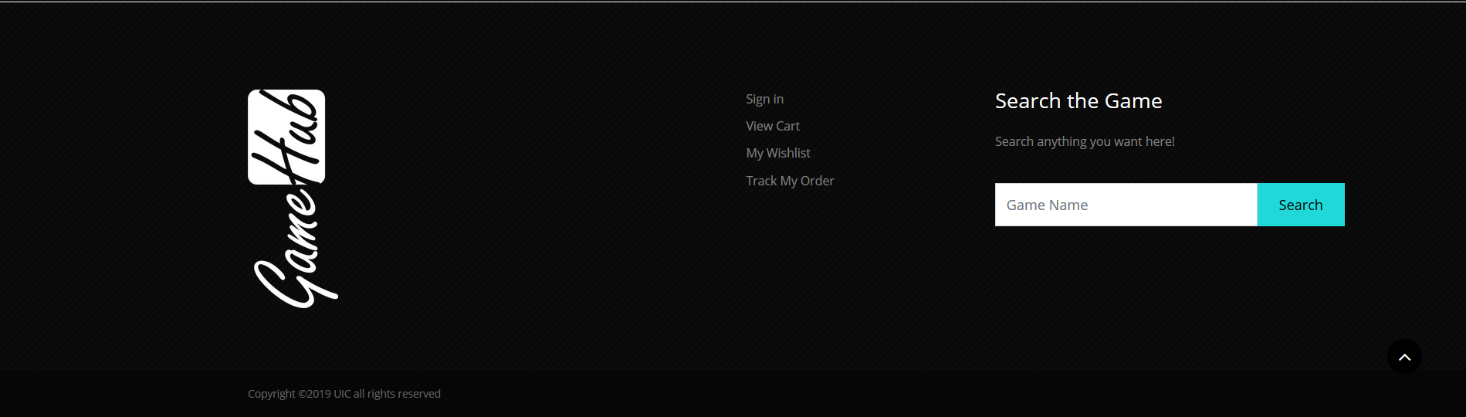 GameHub
Sign in
View Cart
My Wishlist
Track My Order
Search the Game
Search anything you want here!
Game Name
Search
Copyright ©2019 UIC all rights reserved